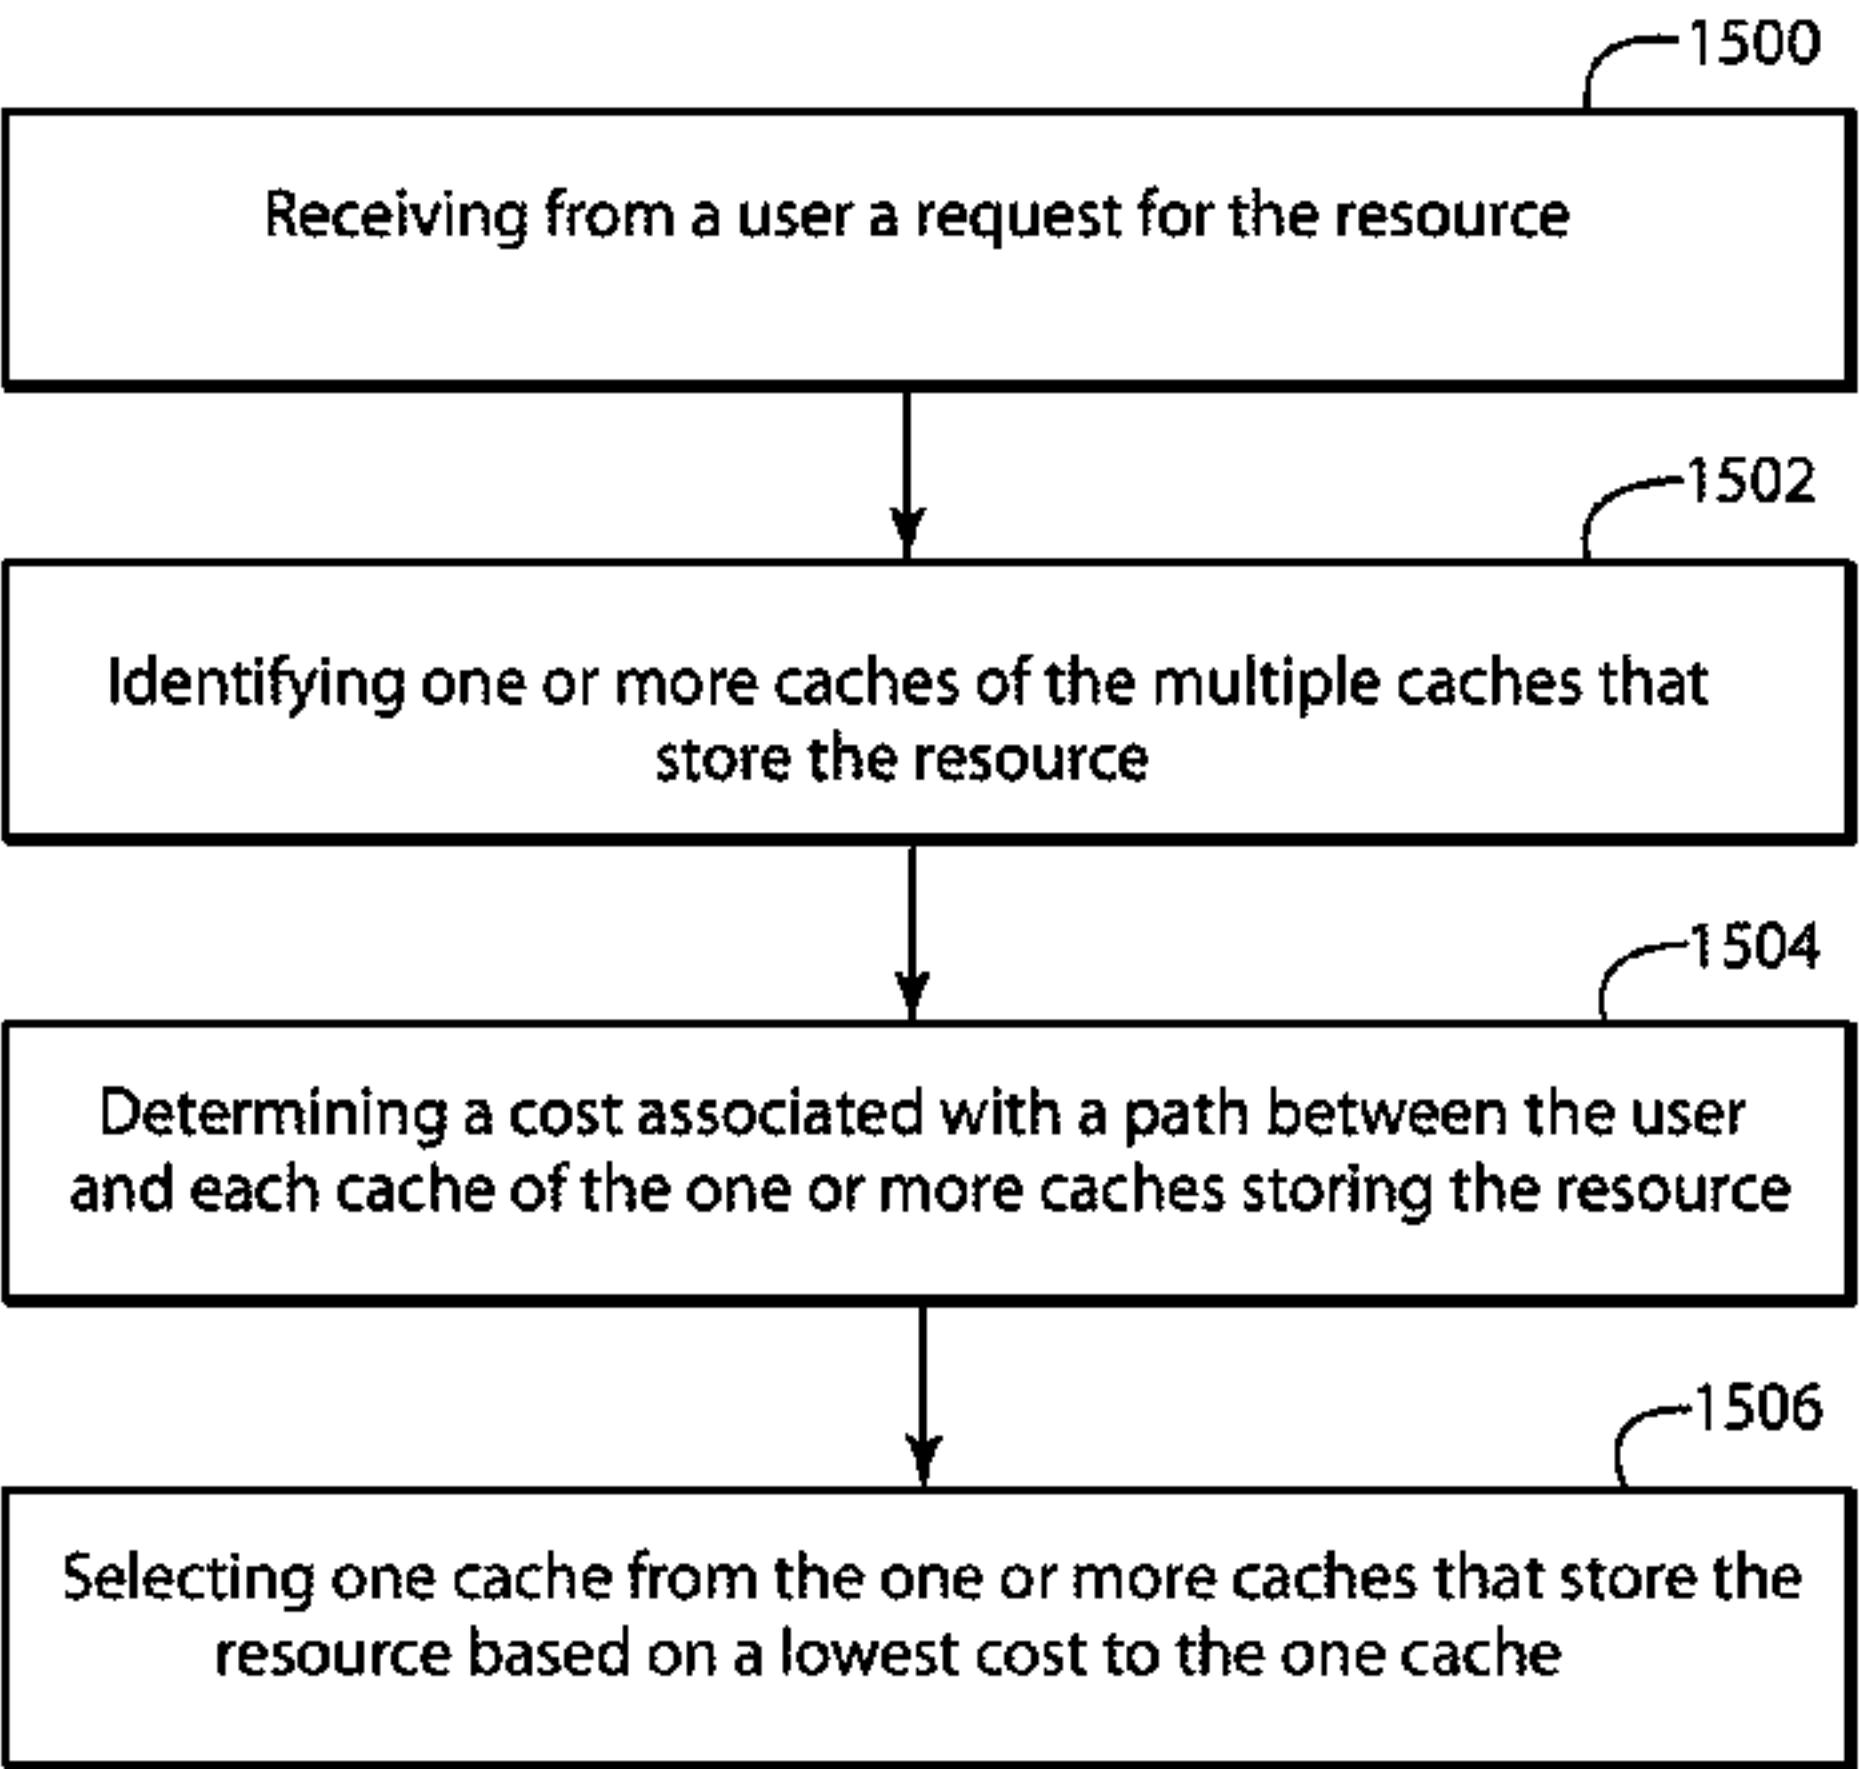 1500
Receiving from a user a request for the resource
1502
Identifying one or more caches of the multiple caches that
store the resource
1504
Determining a cost associated with a path between the user
and each cache of the one or more caches storing the resource
1506
Selecting one cache from the one or more caches that store the
resource based on a lowest cost to the one cache